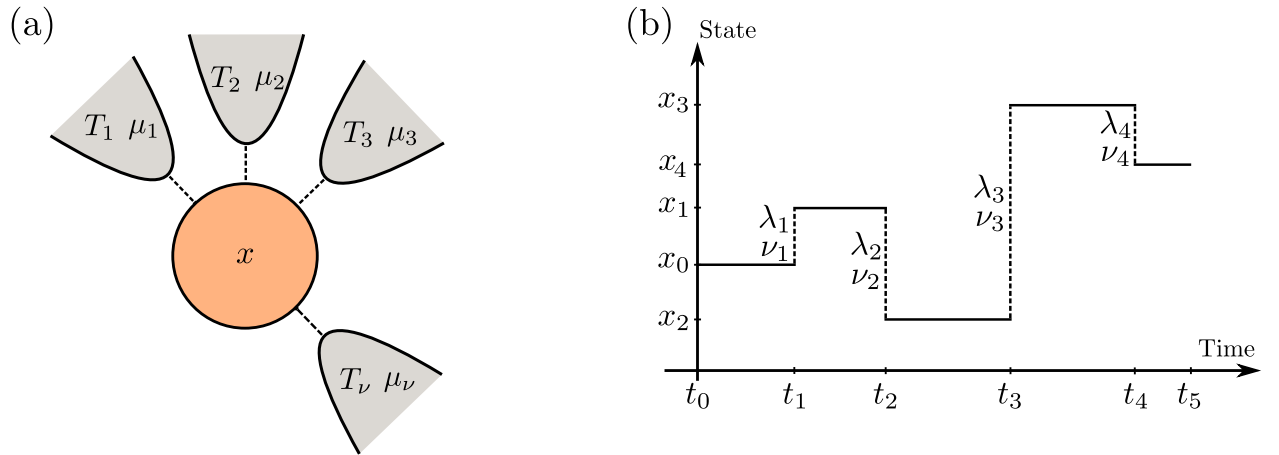 (a)
T₁ μ₁
T₂ μ₂
T₃ μ₃
x
Tν μν
(b)
State
x₃
x₄
x₁
x₀
x₂
λ₁
ν₁
λ₂
ν₂
λ₃
ν₃
λ₄
ν₄
Time
t₀ t₁ t₂ t₃ t₄ t₅